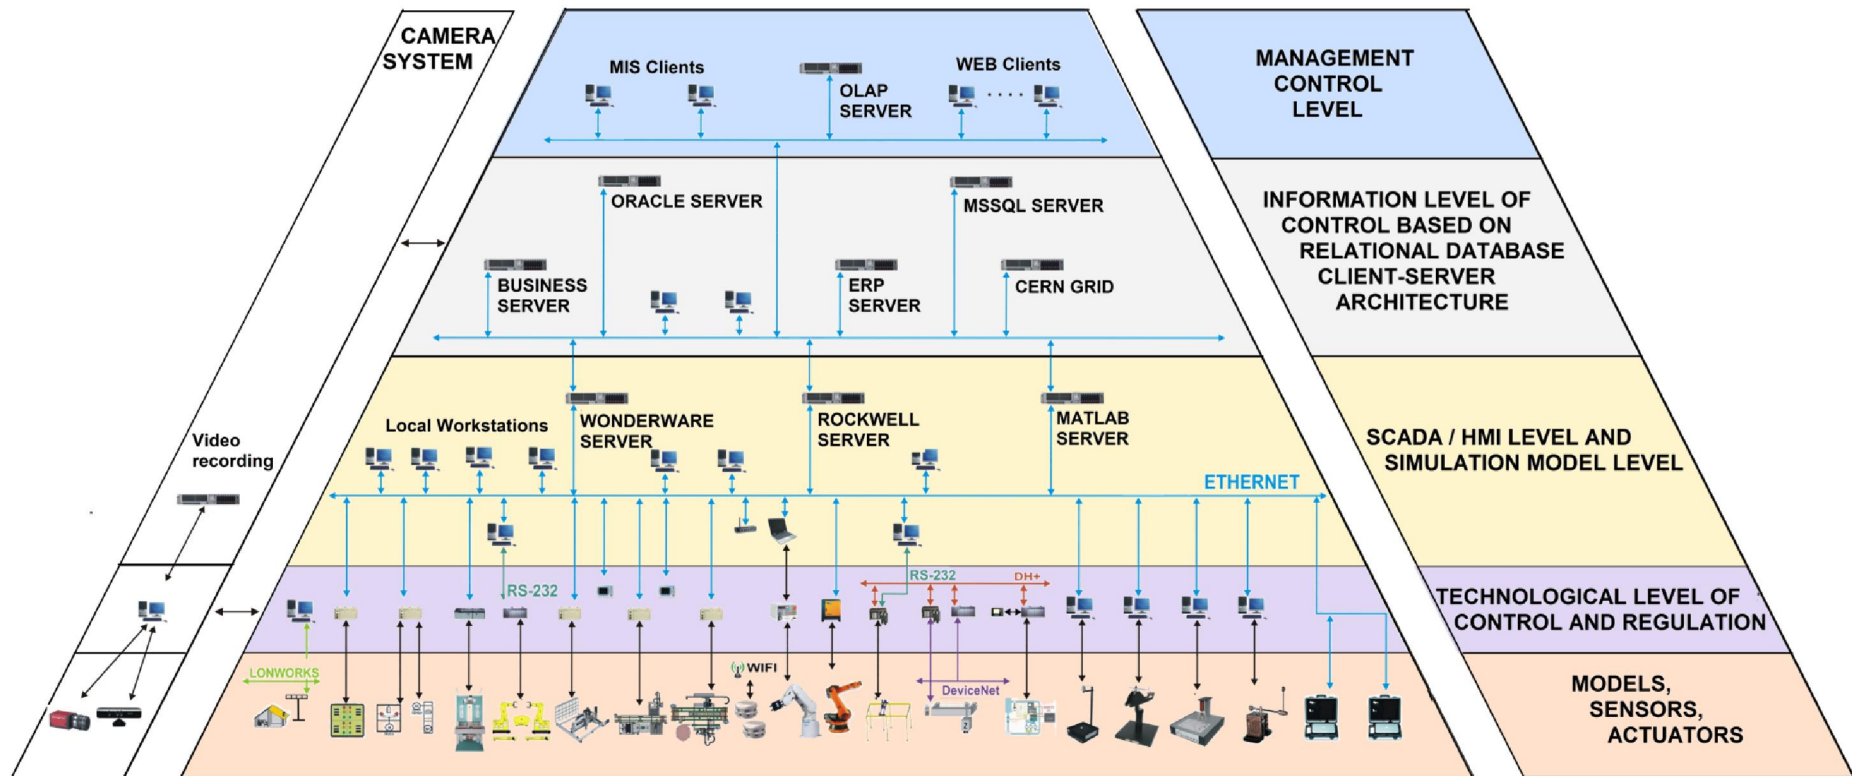 CAMERA
SYSTEM
MIS Clients
OLAP
SERVER
WEB Clients
MANAGEMENT
CONTROL
LEVEL
ORACLE SERVER
MSSQL SERVER
BUSINESS
SERVER
ERP
SERVER
CERN GRID
INFORMATION LEVEL OF
CONTROL BASED ON
RELATIONAL DATABASE
CLIENT-SERVER
ARCHITECTURE
Video
recording
Local Workstations
WONDERWARE
SERVER
ROCKWELL
SERVER
MATLAB
SERVER
ETHERNET
SCADA / HMI LEVEL AND
SIMULATION MODEL LEVEL
RS-232
RS-232
DH+
TECHNOLOGICAL LEVEL OF
CONTROL AND REGULATION
LONWORKS
WIFI
DeviceNet
MODELS,
SENSORS,
ACTUATORS